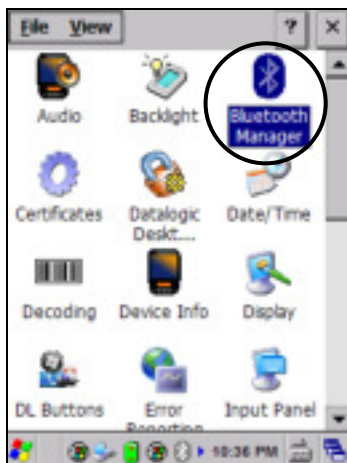 File View ? ×
Audio Backlight Bluetooth
Manager
Certificates Datalogic Date/Time
Deskt....
Decoding Device Info Display
DL Buttons Error Input Panel
Reporting
10:36 PM